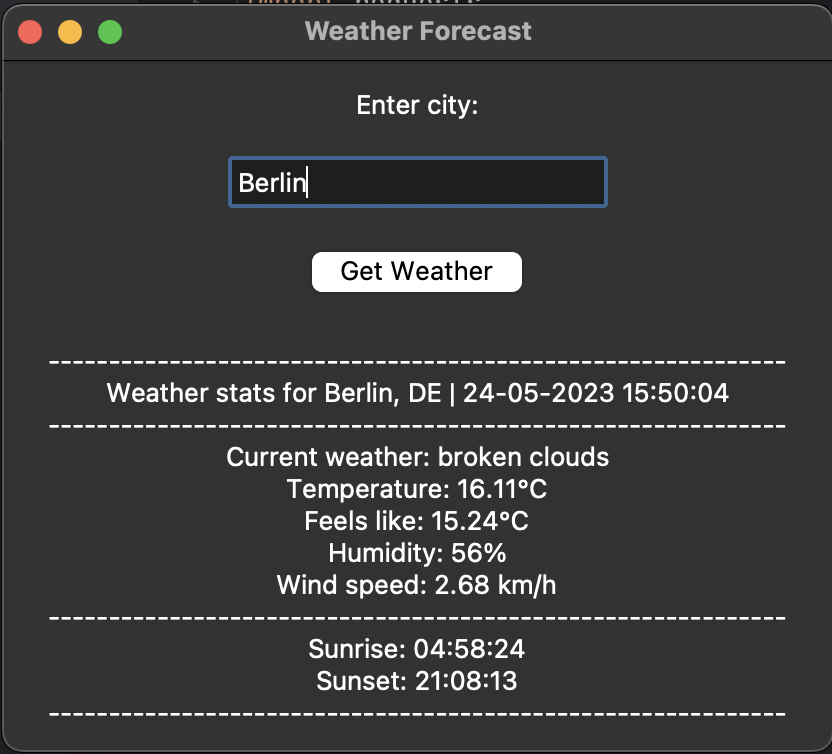 Weather Forecast
Enter city:
Berlin
Get Weather
--------------------------------------------------------------
Weather stats for Berlin, DE | 24-05-2023 15:50:04
--------------------------------------------------------------
Current weather: broken clouds
Temperature: 16.11°C
Feels like: 15.24°C
Humidity: 56%
Wind speed: 2.68 km/h
--------------------------------------------------------------
Sunrise: 04:58:24
Sunset: 21:08:13
--------------------------------------------------------------